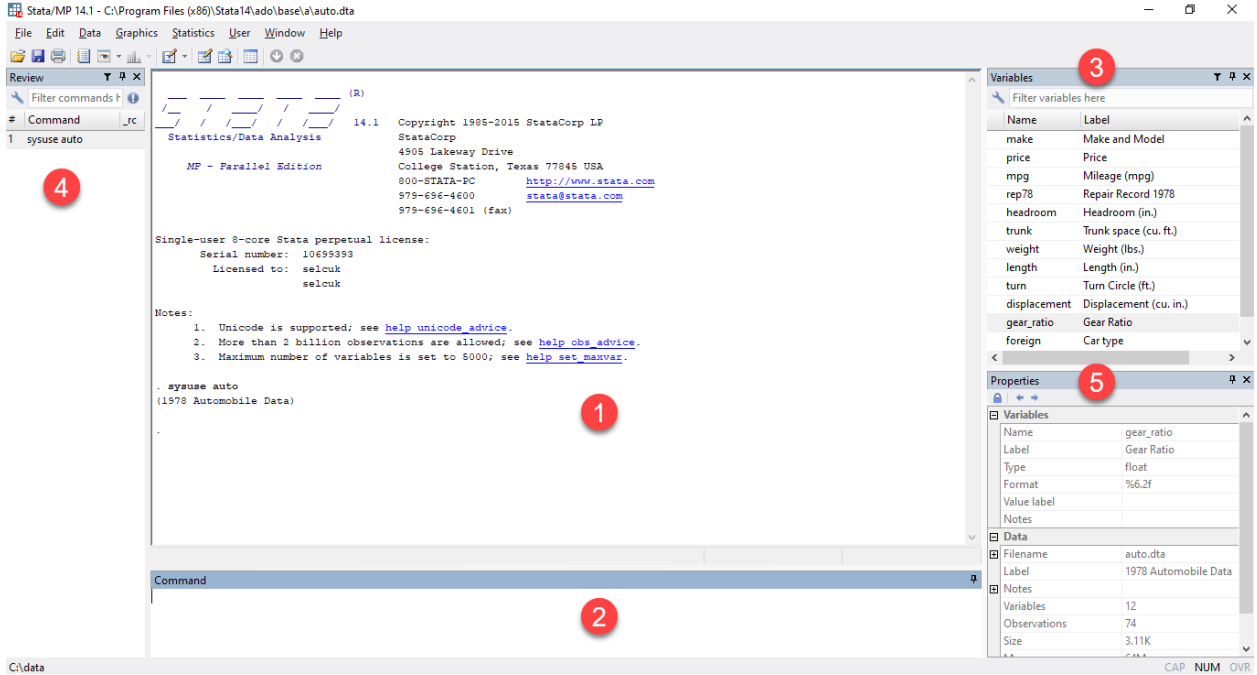 Stata/MP 14.1 - C:\Program Files (x86)\Stata14\ado\base\a\auto.dta
File Edit Data Graphics Statistics User Window Help
Review
Filter commands h
# Command _rc
1 sysuse auto
4
(R)
14.1 Copyright 1985-2015 StataCorp LP
Statistics/Data Analysis StataCorp
4905 Lakeway Drive
MP - Parallel Edition College Station, Texas 77845 USA
800-STATA-PC http://www.stata.com
979-696-4600 stata@stata.com
979-696-4601 (fax)
Single-user 8-core Stata perpetual license:
Serial number: 10699393
Licensed to: selcuk
selcuk
Notes:
1. Unicode is supported; see help unicode_advice.
2. More than 2 billion observations are allowed; see help obs_advice.
3. Maximum number of variables is set to 5000; see help set_maxvar.
. sysuse auto
(1978 Automobile Data)
.
1
Command
2
Variables
3
Filter variables here
Name Label
make Make and Model
price Price
mpg Mileage (mpg)
rep78 Repair Record 1978
headroom Headroom (in.)
trunk Trunk space (cu. ft.)
weight Weight (lbs.)
length Length (in.)
turn Turn Circle (ft.)
displacement Displacement (cu. in.)
gear_ratio Gear Ratio
foreign Car type
Properties
5
Variables
Name gear_ratio
Label Gear Ratio
Type float
Format %6.2f
Value label
Notes
Data
Filename auto.dta
Label 1978 Automobile Data
Notes
Variables 12
Observations 74
Size 3.11K
C:\data
CAP NUM OVR